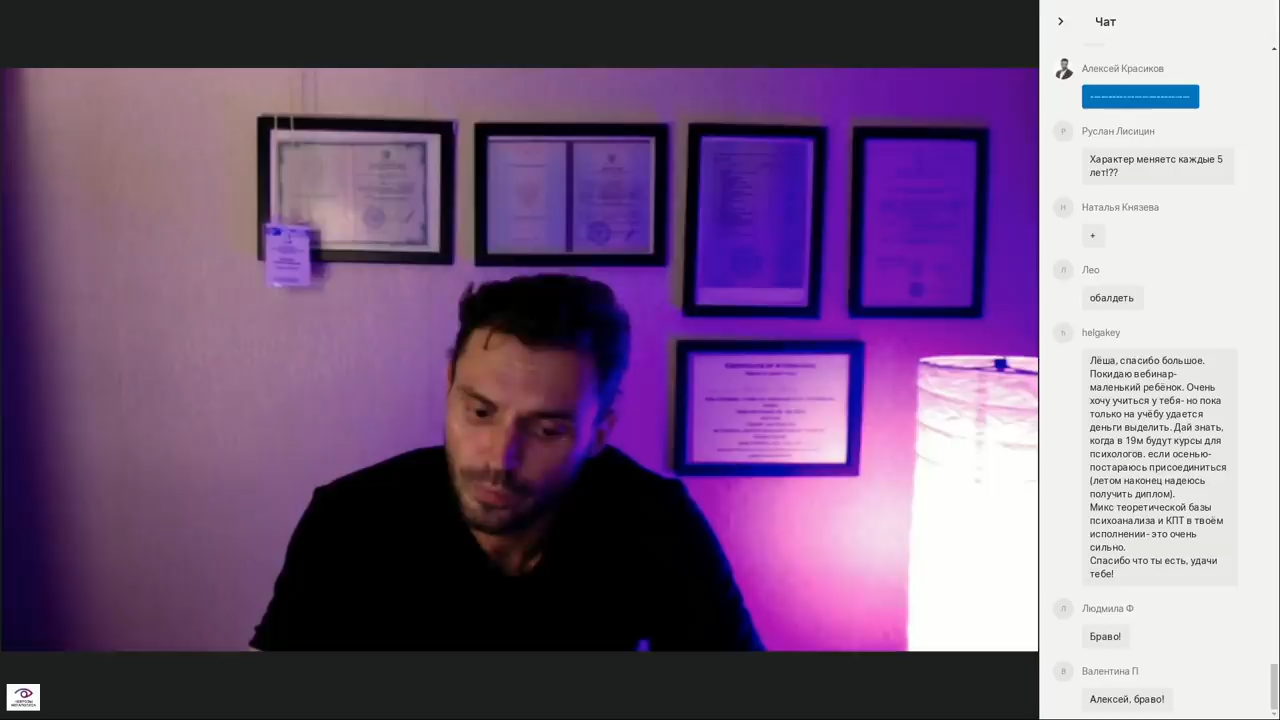 Чат
Алексей Красиков
Руслан Лисицин
Характер меняетс каждые 5
лет!??
Наталья Князева
+
Лео
обалдеть
helgakey
Лёша, спасибо большое.
Покидаю вебинар-
маленький ребёнок. Очень
хочу учиться у тебя- но пока
только на учёбу удается
деньги выделить. Дай знать,
когда в 19м будут курсы для
психологов. если осенью-
постараюсь присоединиться
(летом наконец надеюсь
получить диплом).
Микс теоретической базы
психоанализа и КПТ в твоём
исполнении- это очень
сильно.
Спасибо что ты есть, удачи
тебе!
Людмила Ф
Браво!
Валентина П
Алексей, браво!